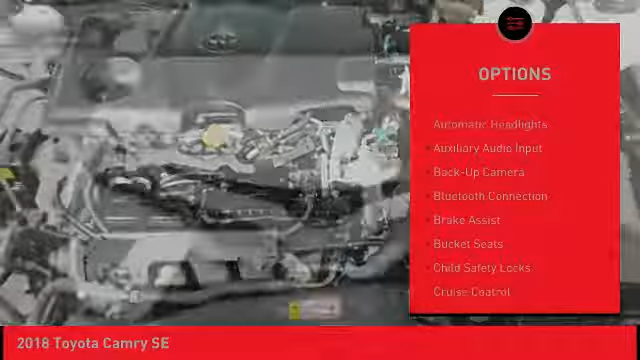 OPTIONS
Automatic Headlights
Auxiliary Audio Input
Back-Up Camera
Bluetooth Connection
Brake Assist
Bucket Seats
Child Safety Locks
Cruise Control
2018 Toyota Camry SE